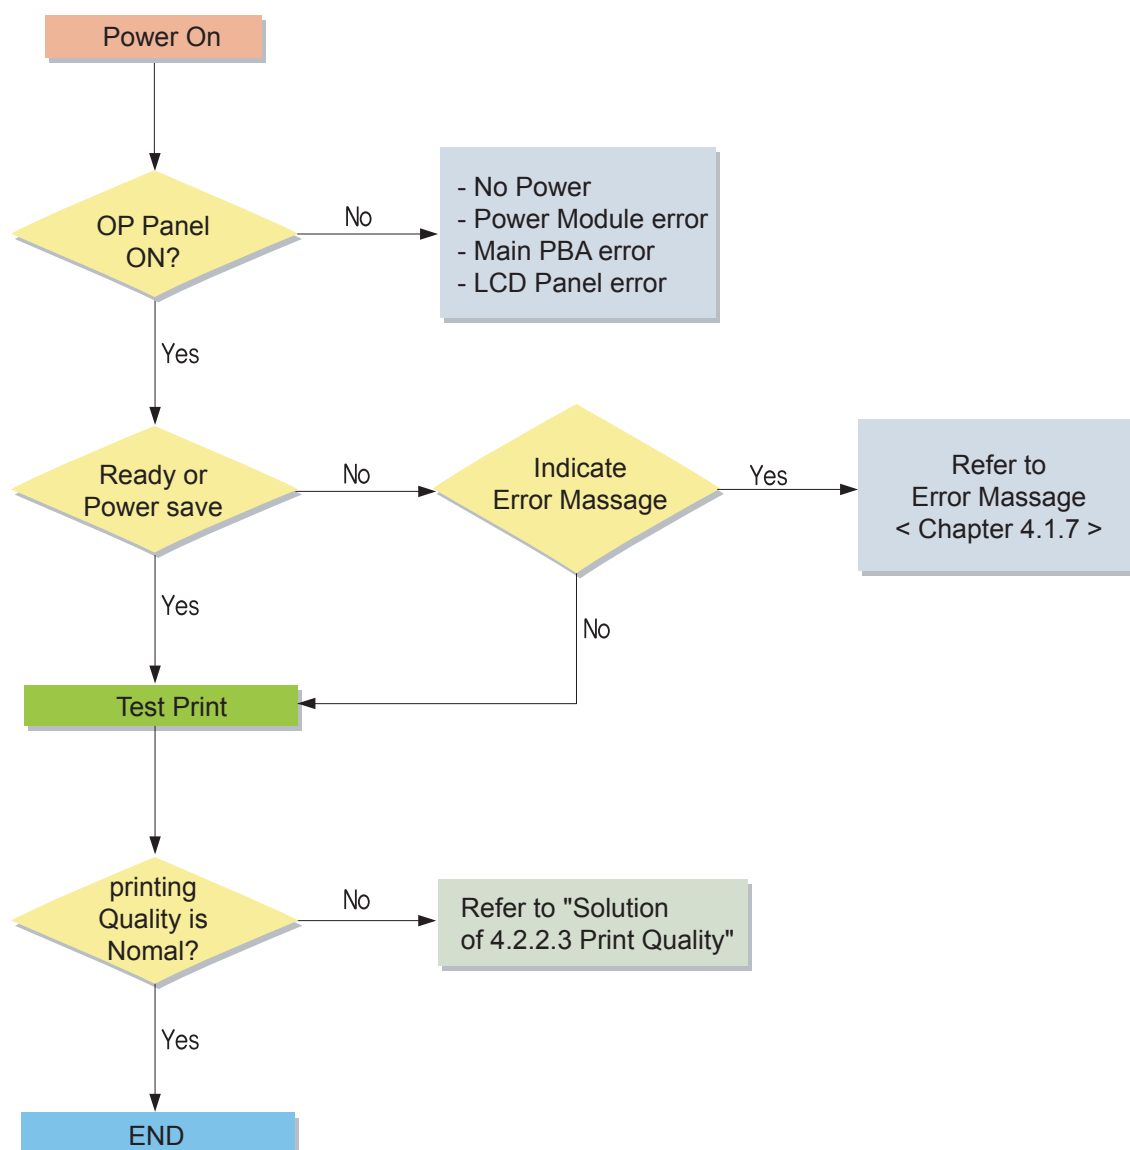 Power On
OP Panel
ON?
No
- No Power
- Power Module error
- Main PBA error
- LCD Panel error
Yes
Ready or
Power save
No
Indicate
Error Massage
Yes
Refer to
Error Massage
< Chapter 4.1.7 >
Yes
No
Test Print
printing
Quality is
Nomal?
No
Refer to "Solution
of 4.2.2.3 Print Quality"
Yes
END